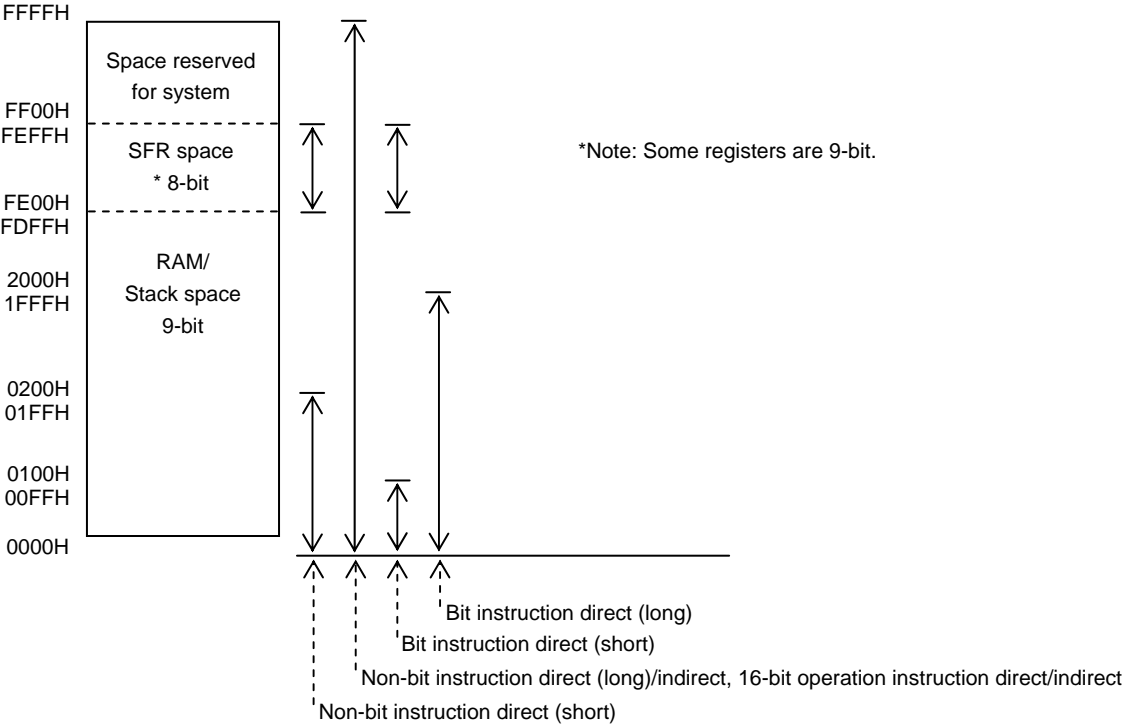 FFFFH
Space reserved
for system
FF00H
FEFFH
SFR space
* 8-bit
*Note: Some registers are 9-bit.
FE00H
FDFFH
RAM/
Stack space
9-bit
2000H
1FFFH
0200H
01FFH
0100H
00FFH
0000H
Bit instruction direct (long)
Bit instruction direct (short)
Non-bit instruction direct (long)/indirect, 16-bit operation instruction direct/indirect
Non-bit instruction direct (short)